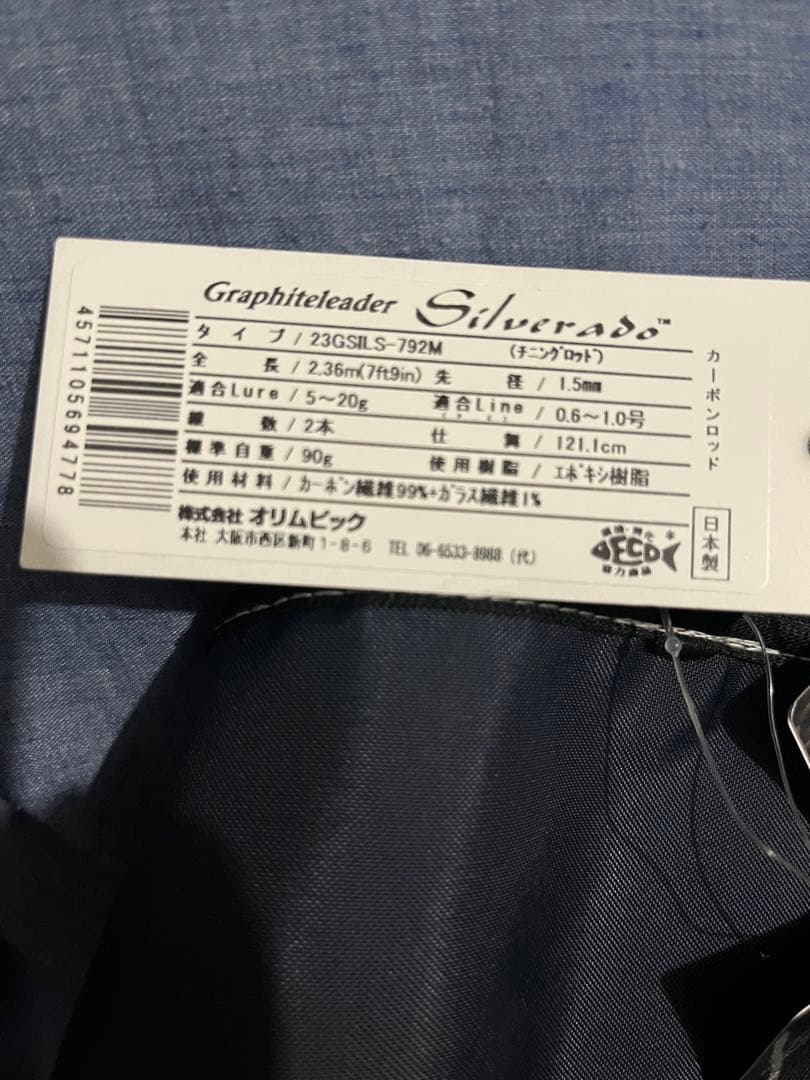 Graphiteleader Silverado™
タイプ / 23GSILS-792M (チニングロッド)
全長 / 2.36m(7ft9in) 先径 / 1.5mm
適合Lure / 5～20g 適合Line / 0.6～1.0号
継数 / 2本 仕舞 / 121.1cm
標準自重 / 90g 使用樹脂 / エポキシ樹脂
使用材料 / カーボン繊維99%+ガラス繊維1%
株式会社 オリムピック
本社 大阪市西区新町1-8-6 TEL 06-6533-8988 (代)
カーボンロッド
日本製
ECO
4571105694778